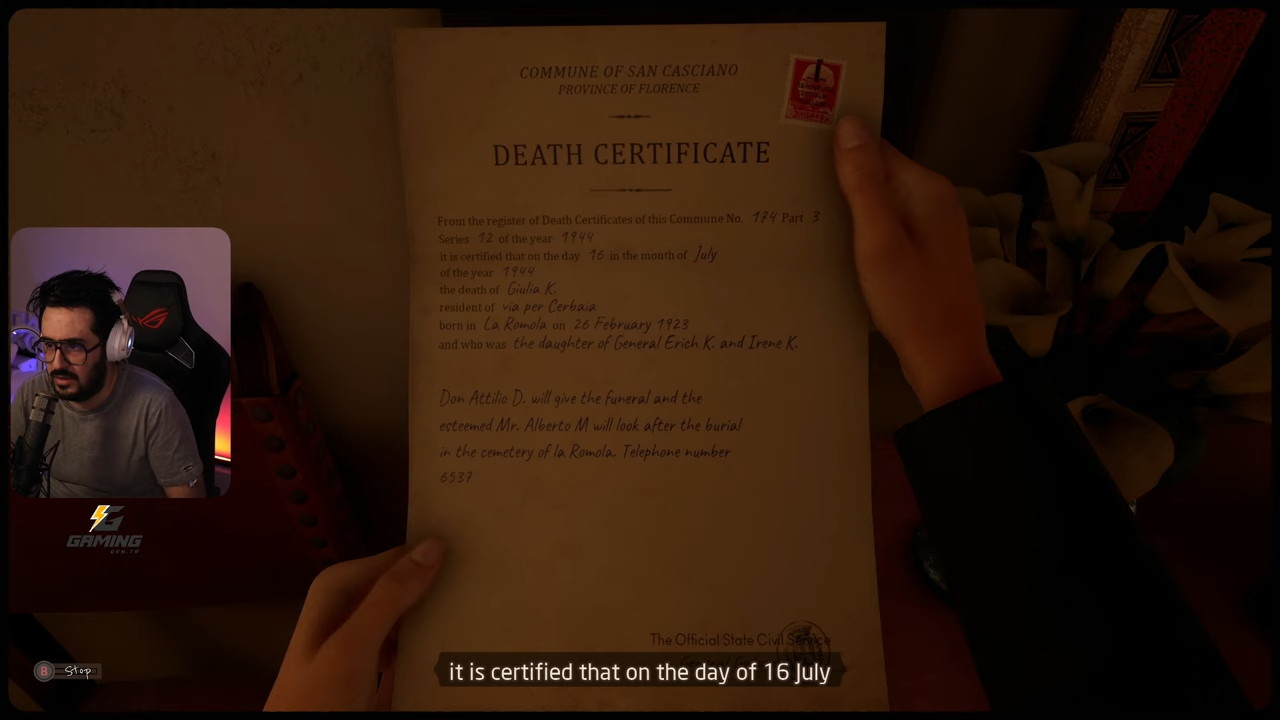 COMMUNE OF SAN CASCIANO
PROVINCE OF FLORENCE
DEATH CERTIFICATE
From the register of Death Certificates of this Commune No. 174 Part 3
Series 12 of the year 1944
it is certified that on the day 16 in the month of July
of the year 1944
the death of Giulia K.
resident of via per Cerbaia
born in La Romola on 26 February 1923
and who was the daughter of General Erich K. and Irene K.
Don Attilio D. will give the funeral and the
esteemed Mr. Alberto M will look after the burial
in the cemetery of la Romola. Telephone number
6537
The Official State Civil Service
it is certified that on the day of 16 July
B Stop
GAMING
GEN.TR